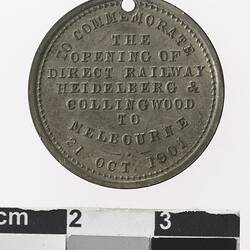 TO COMMEMORATE
THE
OPENING OF
DIRECT RAILWAY
HEIDELBERG &
COLLINGWOOD
TO
MELBOURNE
21 OCT. 1901
cm 2 3